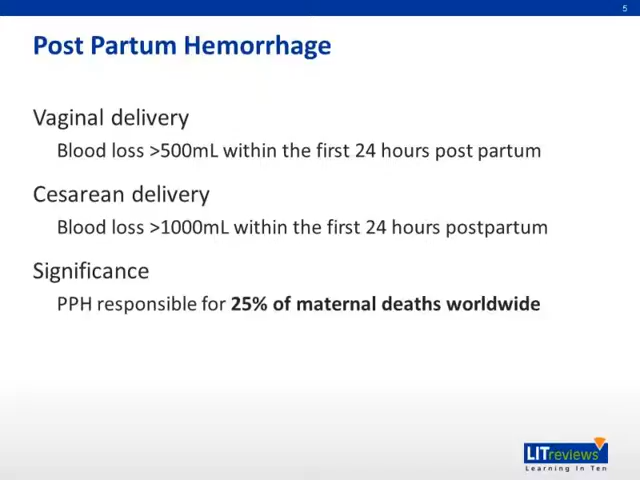 5
Post Partum Hemorrhage
Vaginal delivery
Blood loss >500mL within the first 24 hours post partum
Cesarean delivery
Blood loss >1000mL within the first 24 hours postpartum
Significance
PPH responsible for 25% of maternal deaths worldwide
LITreviews
Learning In Ten